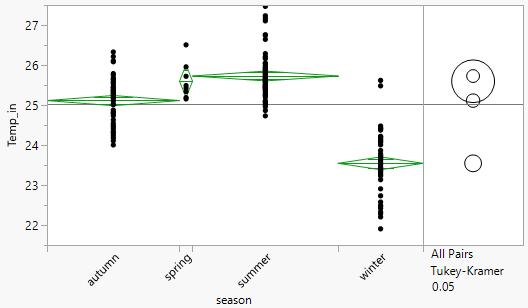 27
26
25
24
23
22
Temp_in
autumn
spring
summer
winter
season
All Pairs
Tukey-Kramer
0.05